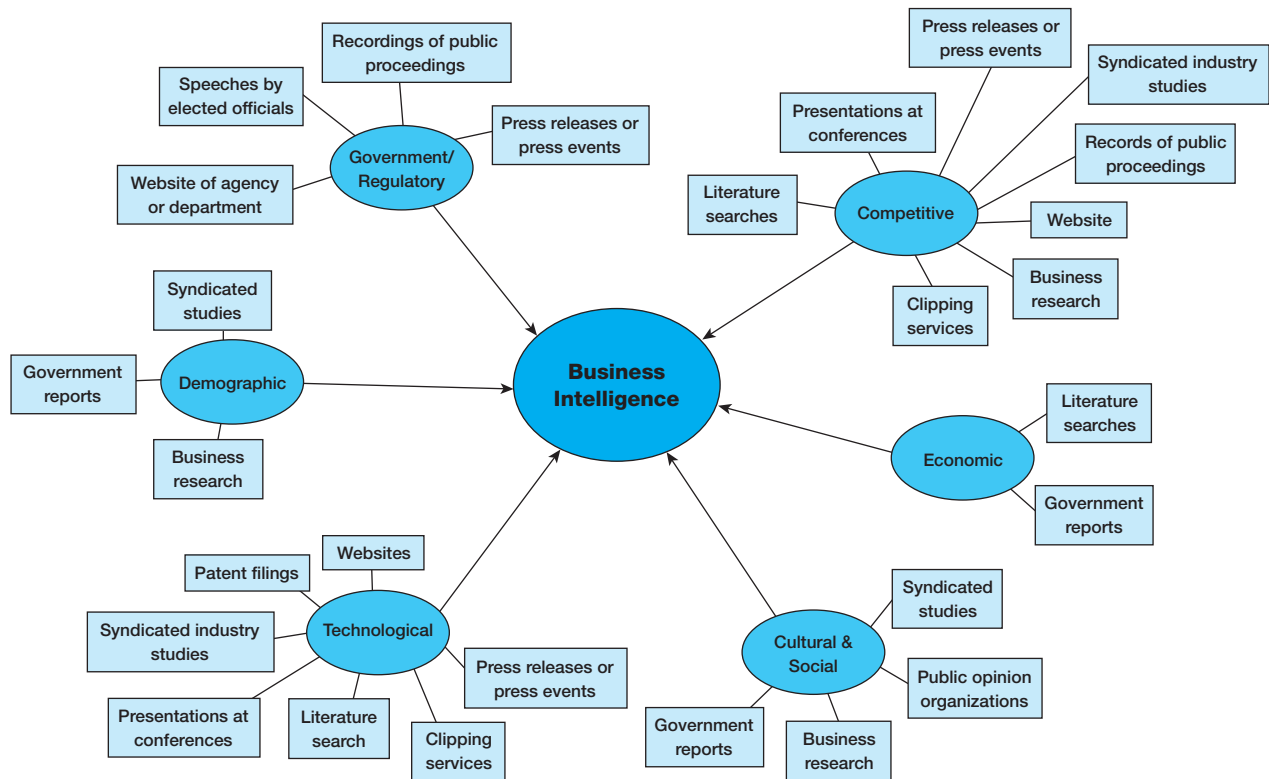 Recordings of public
proceedings
Speeches by
elected officials
Press releases or
press events
Website of agency
or department
Government/
Regulatory
Press releases or
press events
Syndicated industry
studies
Presentations at
conferences
Records of public
proceedings
Literature
searches
Competitive
Website
Business
research
Clipping
services
Syndicated
studies
Government
reports
Demographic
Business
research
Business
Intelligence
Literature
searches
Economic
Government
reports
Websites
Patent filings
Syndicated industry
studies
Technological
Press releases or
press events
Presentations at
conferences
Literature
search
Clipping
services
Syndicated
studies
Cultural &
Social
Public opinion
organizations
Government
reports
Business
research